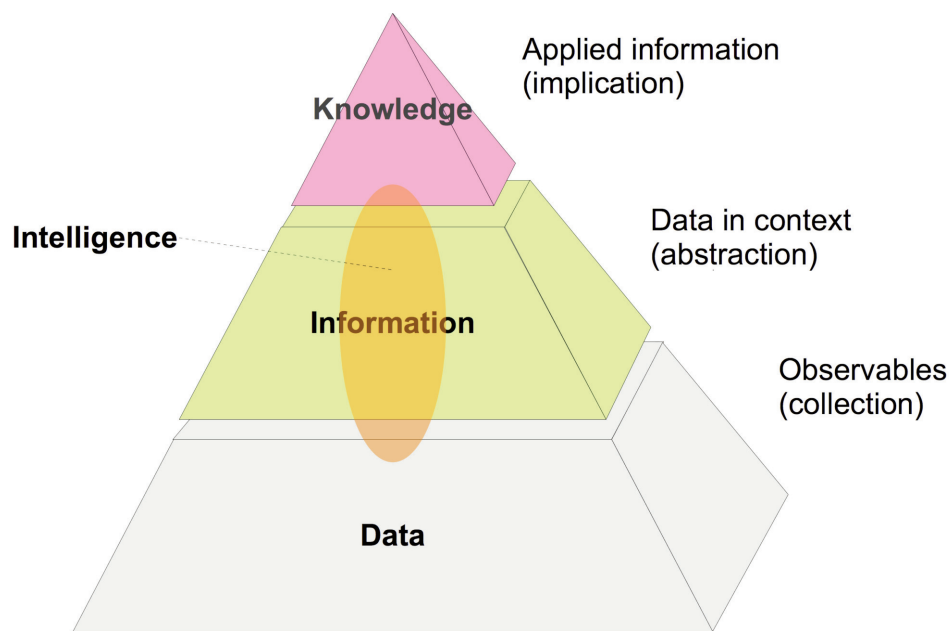 Applied information
(implication)
Knowledge
Data in context
(abstraction)
Intelligence
Information
Observables
(collection)
Data